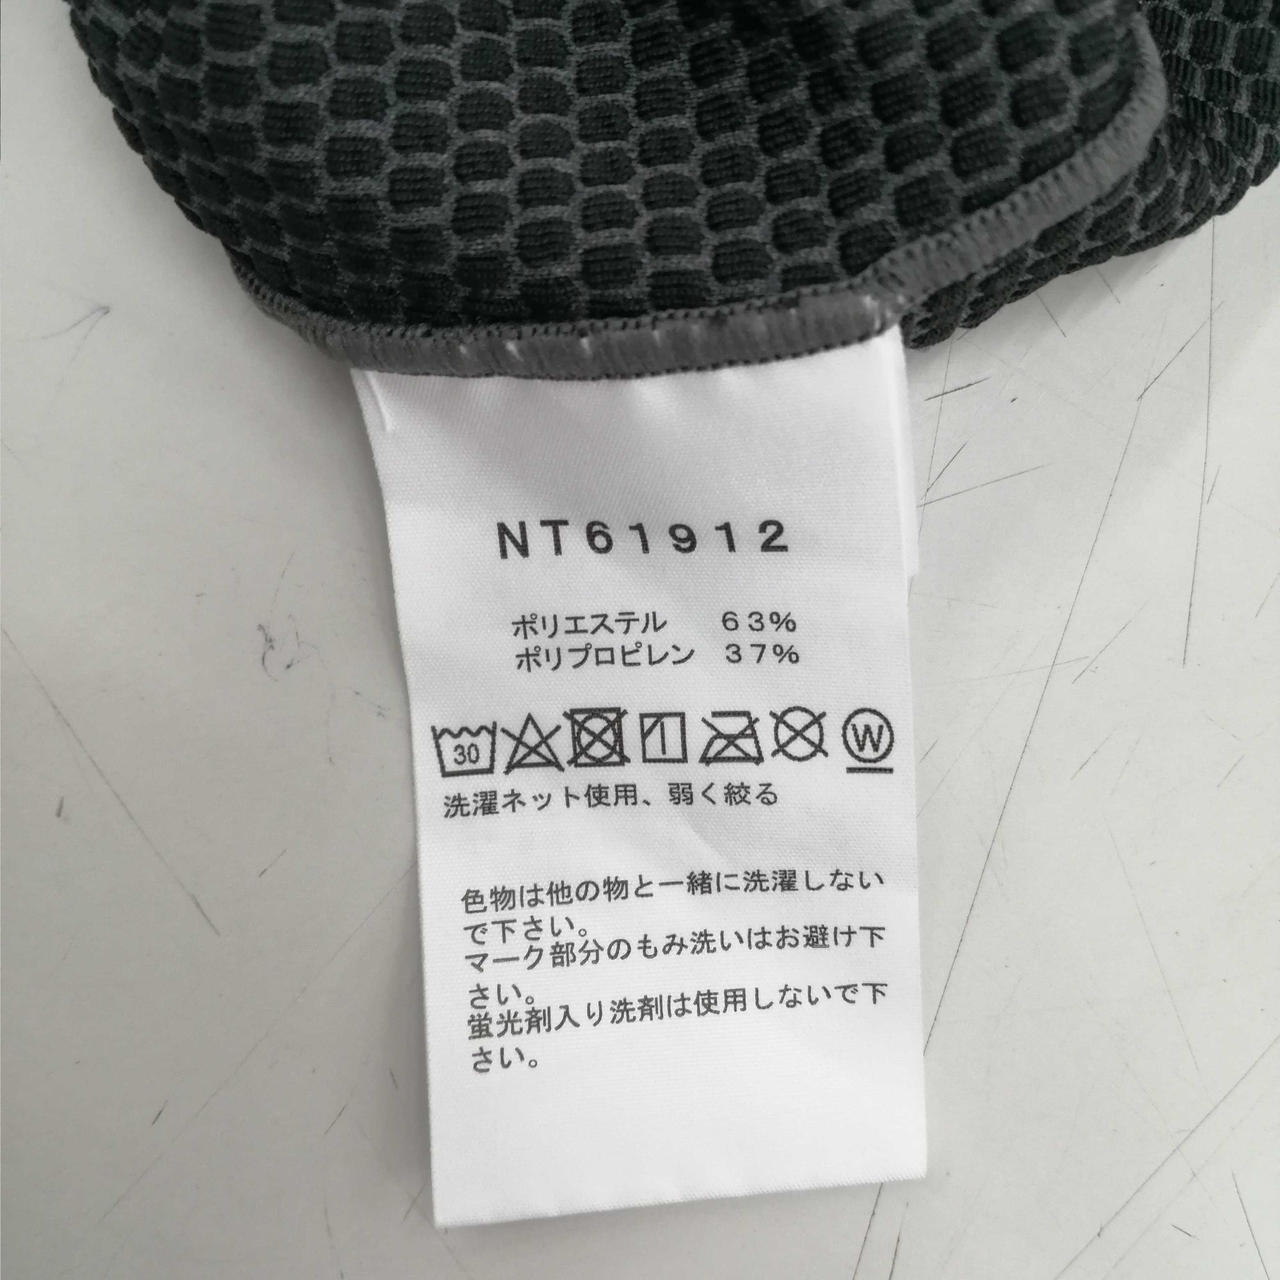 NT61912
ポリエステル 63%
ポリプロピレン 37%
30 W
洗濯ネット使用、弱く絞る
色物は他の物と一緒に洗濯しない
で下さい。
マーク部分のもみ洗いはお避け下
さい。
蛍光剤入り洗剤は使用しないで下
さい。